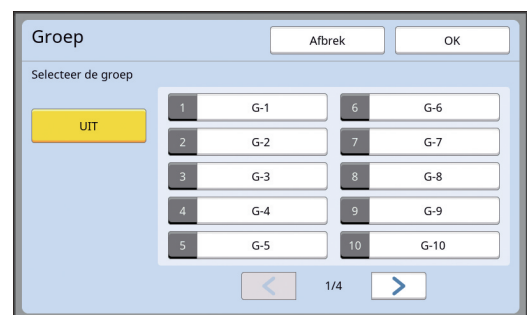 Groep Afbrek OK
Selecteer de groep
UIT
1 G-1 6 G-6
2 G-2 7 G-7
3 G-3 8 G-8
4 G-4 9 G-9
5 G-5 10 G-10
1/4